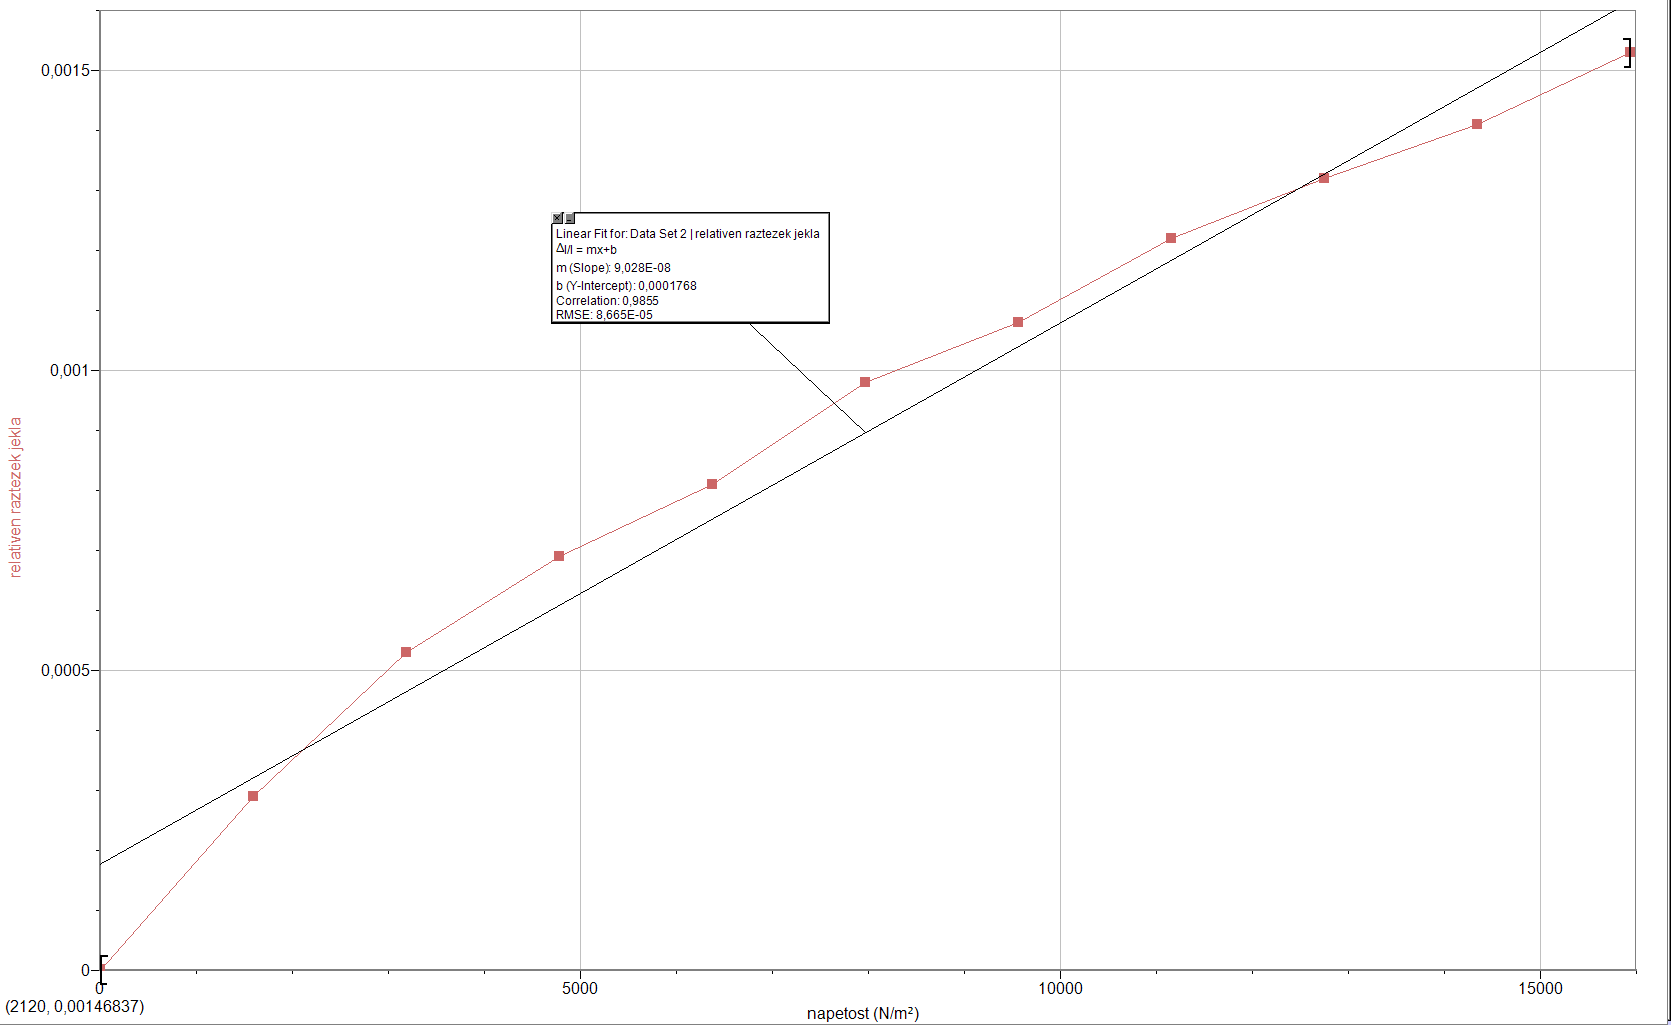 0,0015
0,001
0,0005
0
relativen raztezek jekla
Linear Fit for: Data Set 2 | relativen raztezek jekla
Δl/l = mx+b
m (Slope): 9,028E-08
b (Y-Intercept): 0,0001768
Correlation: 0,9855
RMSE: 8,665E-05
0
5000
10000
15000
(2120, 0,00146837)
napetost (N/m²)